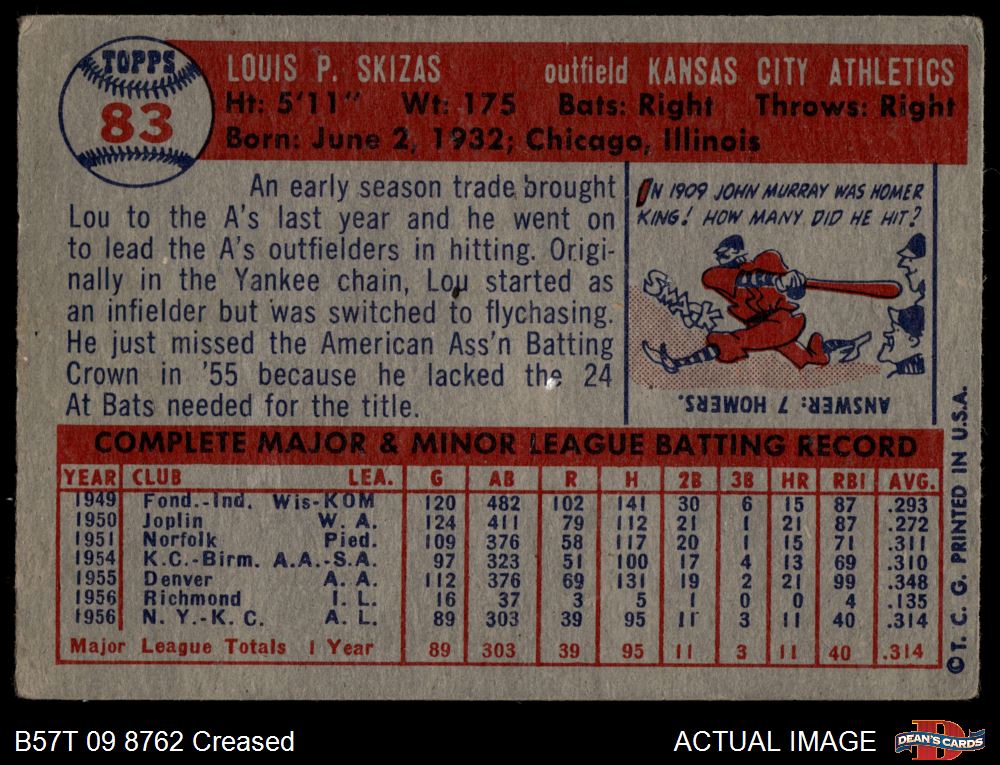 TOPPS
83
LOUIS P. SKIZAS outfield KANSAS CITY ATHLETICS
Ht: 5'11" Wt: 175 Bats: Right Throws: Right
Born: June 2, 1932; Chicago, Illinois
An early season trade brought
Lou to the A's last year and he went on
to lead the A's outfielders in hitting. Origi-
nally in the Yankee chain, Lou started as
an infielder but was switched to flychasing.
He just missed the American Ass'n Batting
Crown in '55 because he lacked the 24
At Bats needed for the title.
IN 1909 JOHN MURRAY WAS HOMER
KING! HOW MANY DID HE HIT?
SMACK
ANSWER: 7 HOMERS.
COMPLETE MAJOR & MINOR LEAGUE BATTING RECORD
YEAR CLUB LEA. G AB R H 2B 3B HR RBI AVG.
1949 Fond.-Ind. Wis-KOM 120 482 102 141 30 6 15 87 .293
1950 Joplin W. A. 124 411 79 112 21 1 21 87 .272
1951 Norfolk Pied. 109 376 58 117 20 1 15 71 .311
1954 K.C.-Birm. A.A.-S.A. 97 323 51 100 17 4 13 69 .310
1955 Denver A. A. 112 376 69 131 19 2 21 99 .348
1956 Richmond I. L. 16 37 3 5 1 0 0 4 .135
1956 N. Y.-K. C. A. L. 89 303 39 95 11 3 11 40 .314
Major League Totals 1 Year 89 303 39 95 11 3 11 40 .314
© T. C. G. PRINTED IN U.S.A.
B57T 09 8762 Creased
ACTUAL IMAGE
D
DEAN'S CARDS